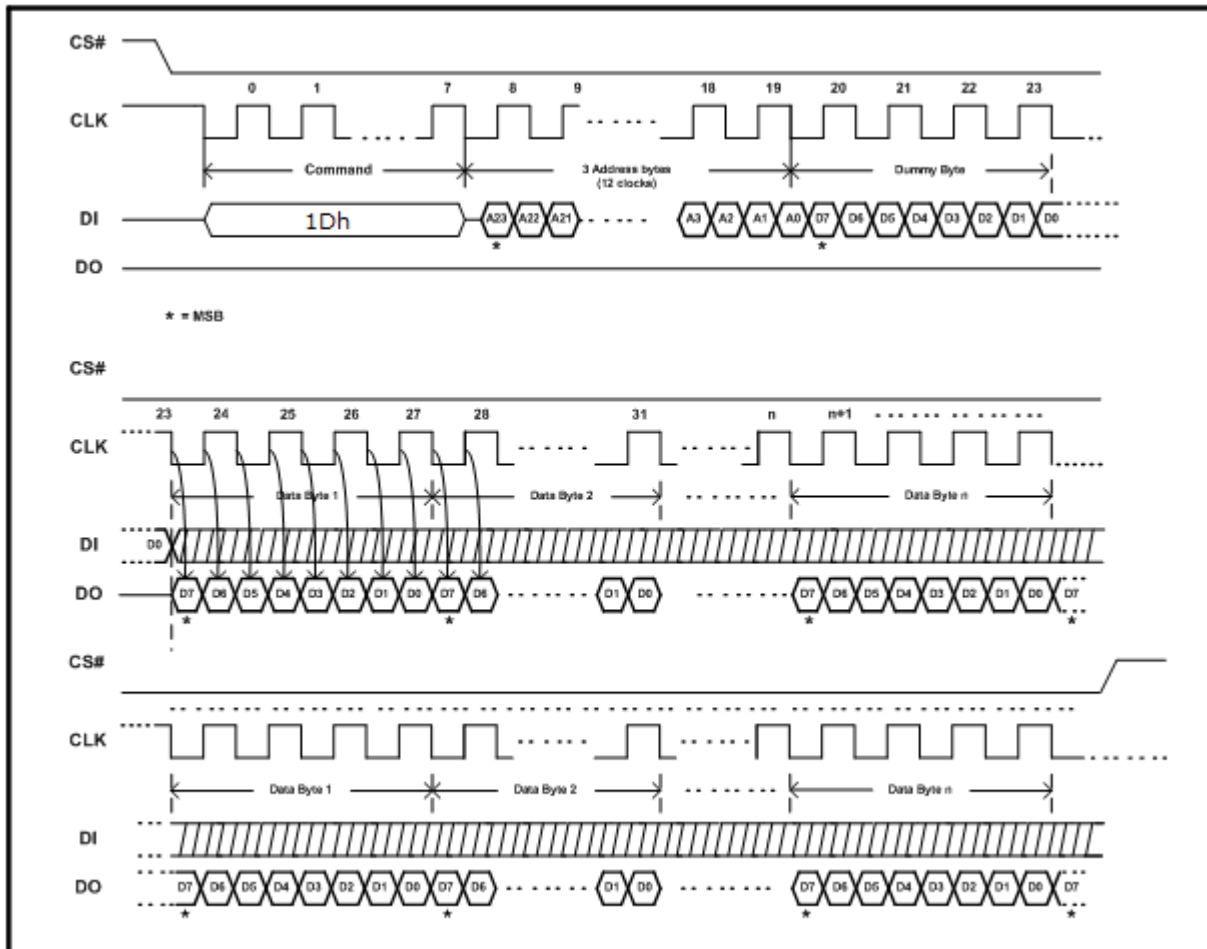 CS#
0 1 7 8 9 18 19 20 21 22 23
CLK
Command 3 Address bytes Dummy Byte
(12 clocks)
DI 1Dh A23 A22 A21 A3 A2 A1 A0 D7 D6 D5 D4 D3 D2 D1 D0
* *
DO
* = MSB
CS#
23 24 25 26 27 28 31 n n+1
CLK
Data Byte 1 Data Byte 2 Data Byte n
DI D0
DO D7 D6 D5 D4 D3 D2 D1 D0 D7 D6 D1 D0 D7 D6 D5 D4 D3 D2 D1 D0 D7
* * * *
CS#
CLK
Data Byte 1 Data Byte 2 Data Byte n
DI
DO D7 D6 D5 D4 D3 D2 D1 D0 D7 D6 D1 D0 D7 D6 D5 D4 D3 D2 D1 D0 D7
* * * *